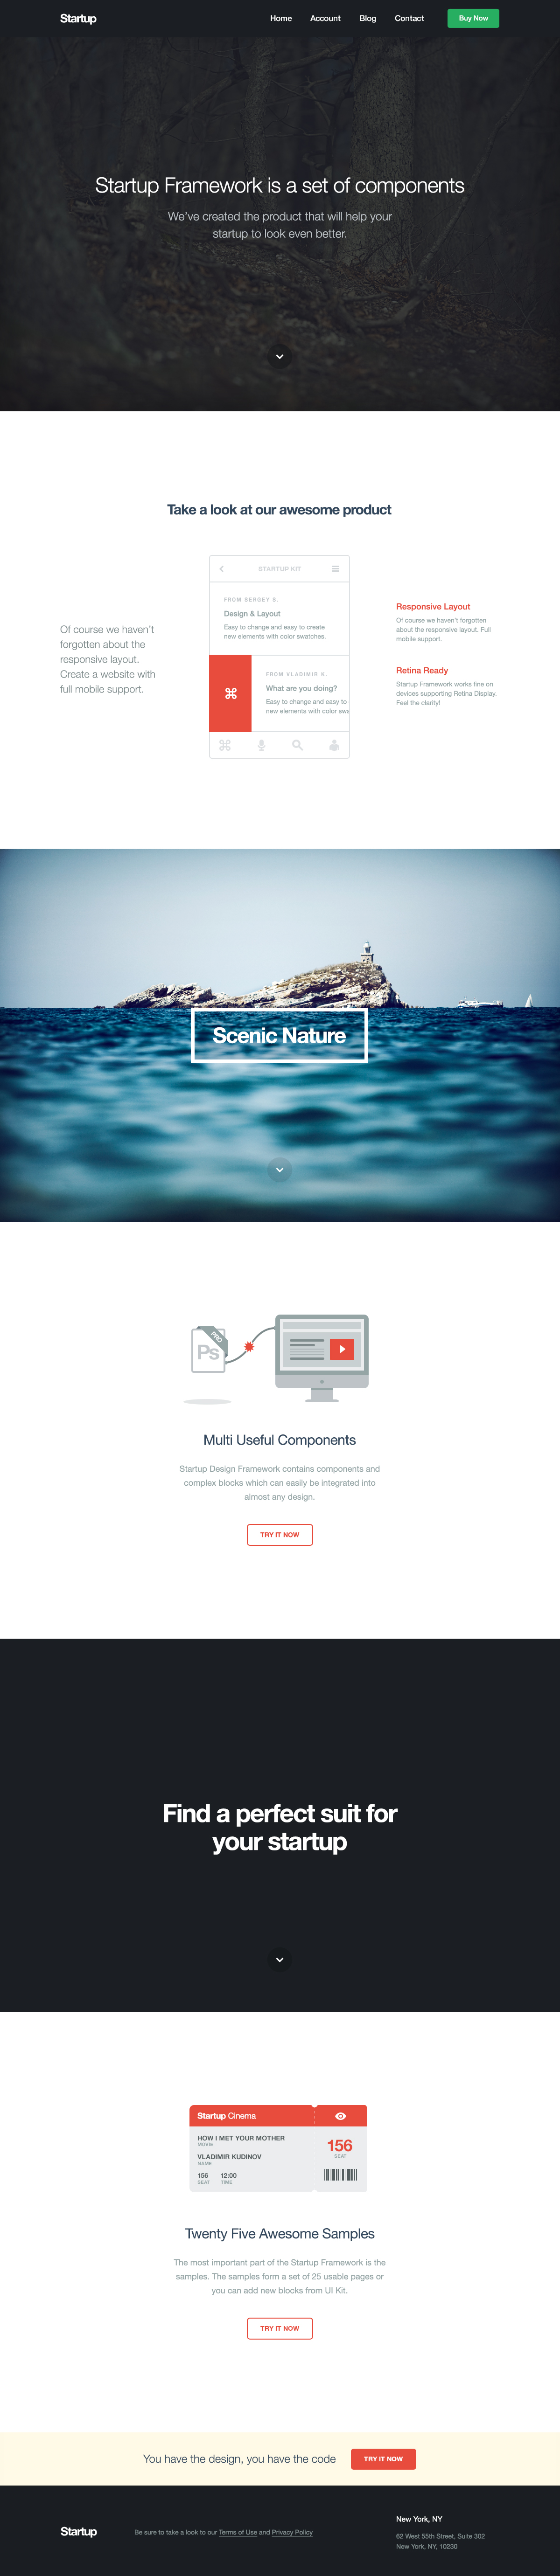 Startup
Home Account Blog Contact Buy Now
Startup Framework is a set of components
We've created the product that will help your
startup to look even better.
Take a look at our awesome product
Of course we haven't
forgotten about the
responsive layout.
Create a website with
full mobile support.
STARTUP KIT
FROM SERGEY S.
Design & Layout
Easy to change and easy to create
new elements with color swatches.
FROM VLADIMIR K.
What are you doing?
Easy to change and easy to
new elements with color swa
Responsive Layout
Of course we haven't forgotten
about the responsive layout. Full
mobile support.
Retina Ready
Startup Framework works fine on
devices supporting Retina Display.
Feel the clarity!
Scenic Nature
PRO
Ps
Multi Useful Components
Startup Design Framework contains components and
complex blocks which can easily be integrated into
almost any design.
TRY IT NOW
Find a perfect suit for
your startup
Startup Cinema
HOW I MET YOUR MOTHER
MOVIE
VLADIMIR KUDINOV
NAME
156 12:00
SEAT TIME
156
SEAT
Twenty Five Awesome Samples
The most important part of the Startup Framework is the
samples. The samples form a set of 25 usable pages or
you can add new blocks from UI Kit.
TRY IT NOW
You have the design, you have the code TRY IT NOW
Startup
Be sure to take a look to our Terms of Use and Privacy Policy
New York, NY
62 West 55th Street, Suite 302
New York, NY, 10230